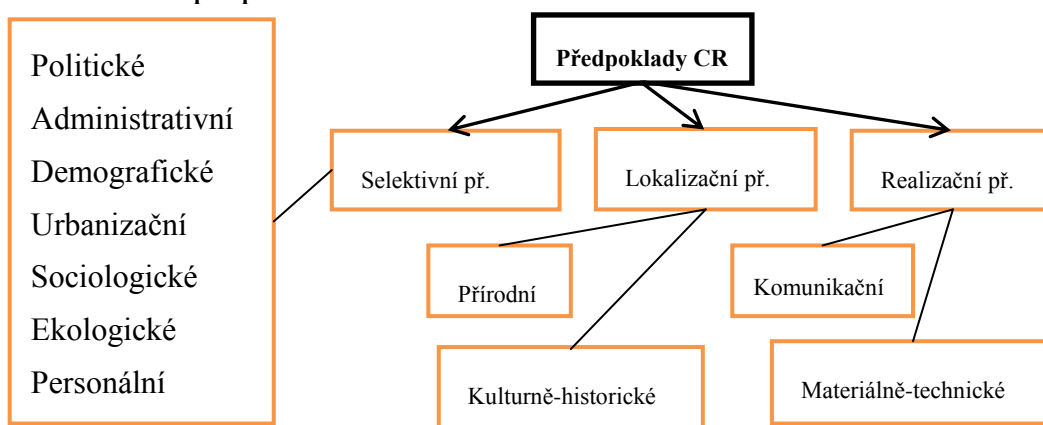 Předpoklady CR
Politické
Administrativní
Demografické
Urbanizační
Sociologické
Ekologické
Personální
Selektivní př.
Lokalizační př.
Realizační př.
Přírodní
Komunikační
Kulturně-historické
Materiálně-technické